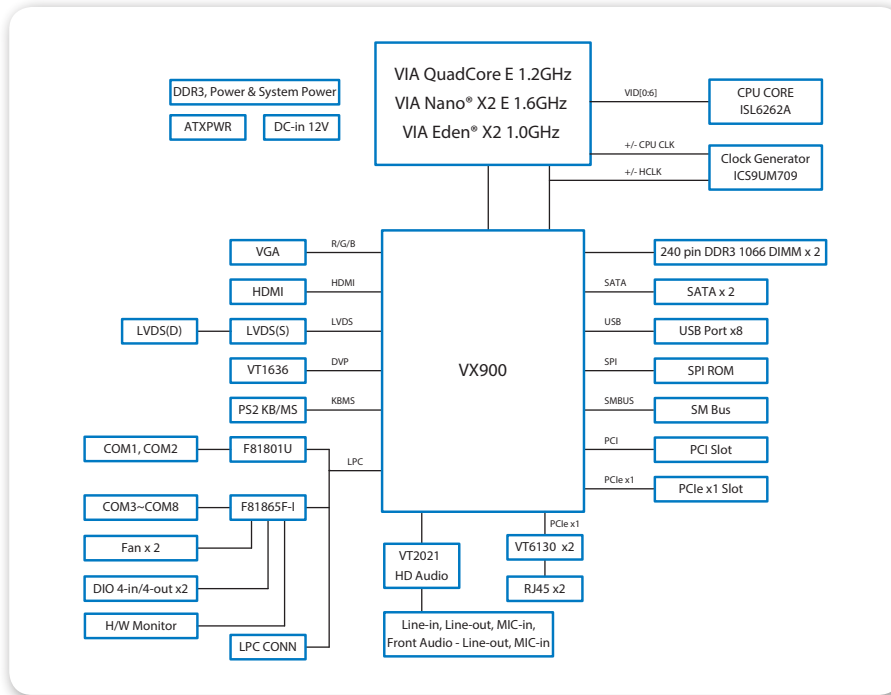 VIA QuadCore E 1.2GHz
VIA Nano® X2 E 1.6GHz
VIA Eden® X2 1.0GHz
DDR3, Power & System Power
ATXPWR
DC-in 12V
VID[0:6]
CPU CORE
ISL6262A
+/- CPU CLK
+/- HCLK
Clock Generator
ICS9UM709
VGA
R/G/B
HDMI
HDMI
LVDS(D)
LVDS(S)
LVDS
VT1636
DVP
PS2 KB/MS
KBMS
COM1, COM2
F81801U
LPC
COM3~COM8
F81865F-I
Fan x 2
DIO 4-in/4-out x2
H/W Monitor
LPC CONN
VX900
240 pin DDR3 1066 DIMM x 2
SATA
SATA x 2
USB
USB Port x8
SPI
SPI ROM
SMBUS
SM Bus
PCI
PCI Slot
PCIe x1
PCIe x1 Slot
VT2021
HD Audio
Line-in, Line-out, MIC-in,
Front Audio - Line-out, MIC-in
PCIe x1
VT6130 x2
RJ45 x2